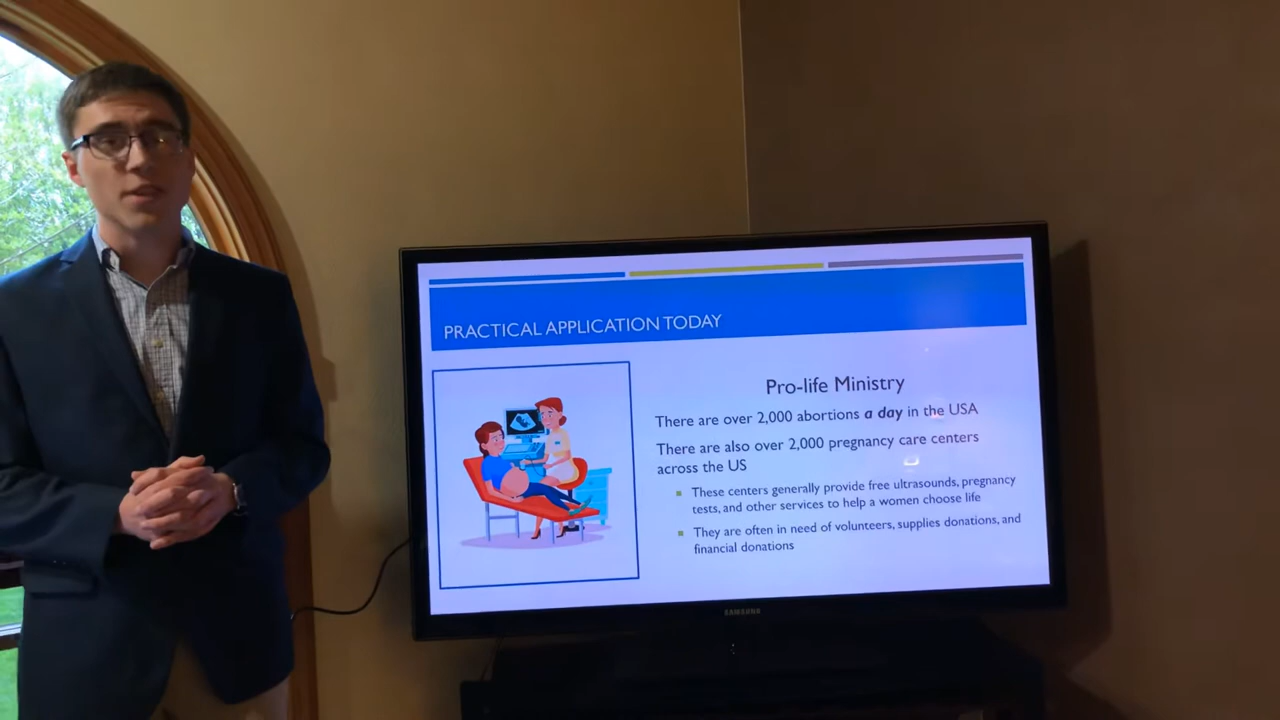 PRACTICAL APPLICATION TODAY
Pro-life Ministry
There are over 2,000 abortions a day in the USA
There are also over 2,000 pregnancy care centers
across the US
These centers generally provide free ultrasounds, pregnancy
tests, and other services to help a women choose life
They are often in need of volunteers, supplies donations, and
financial donations
SAMSUNG